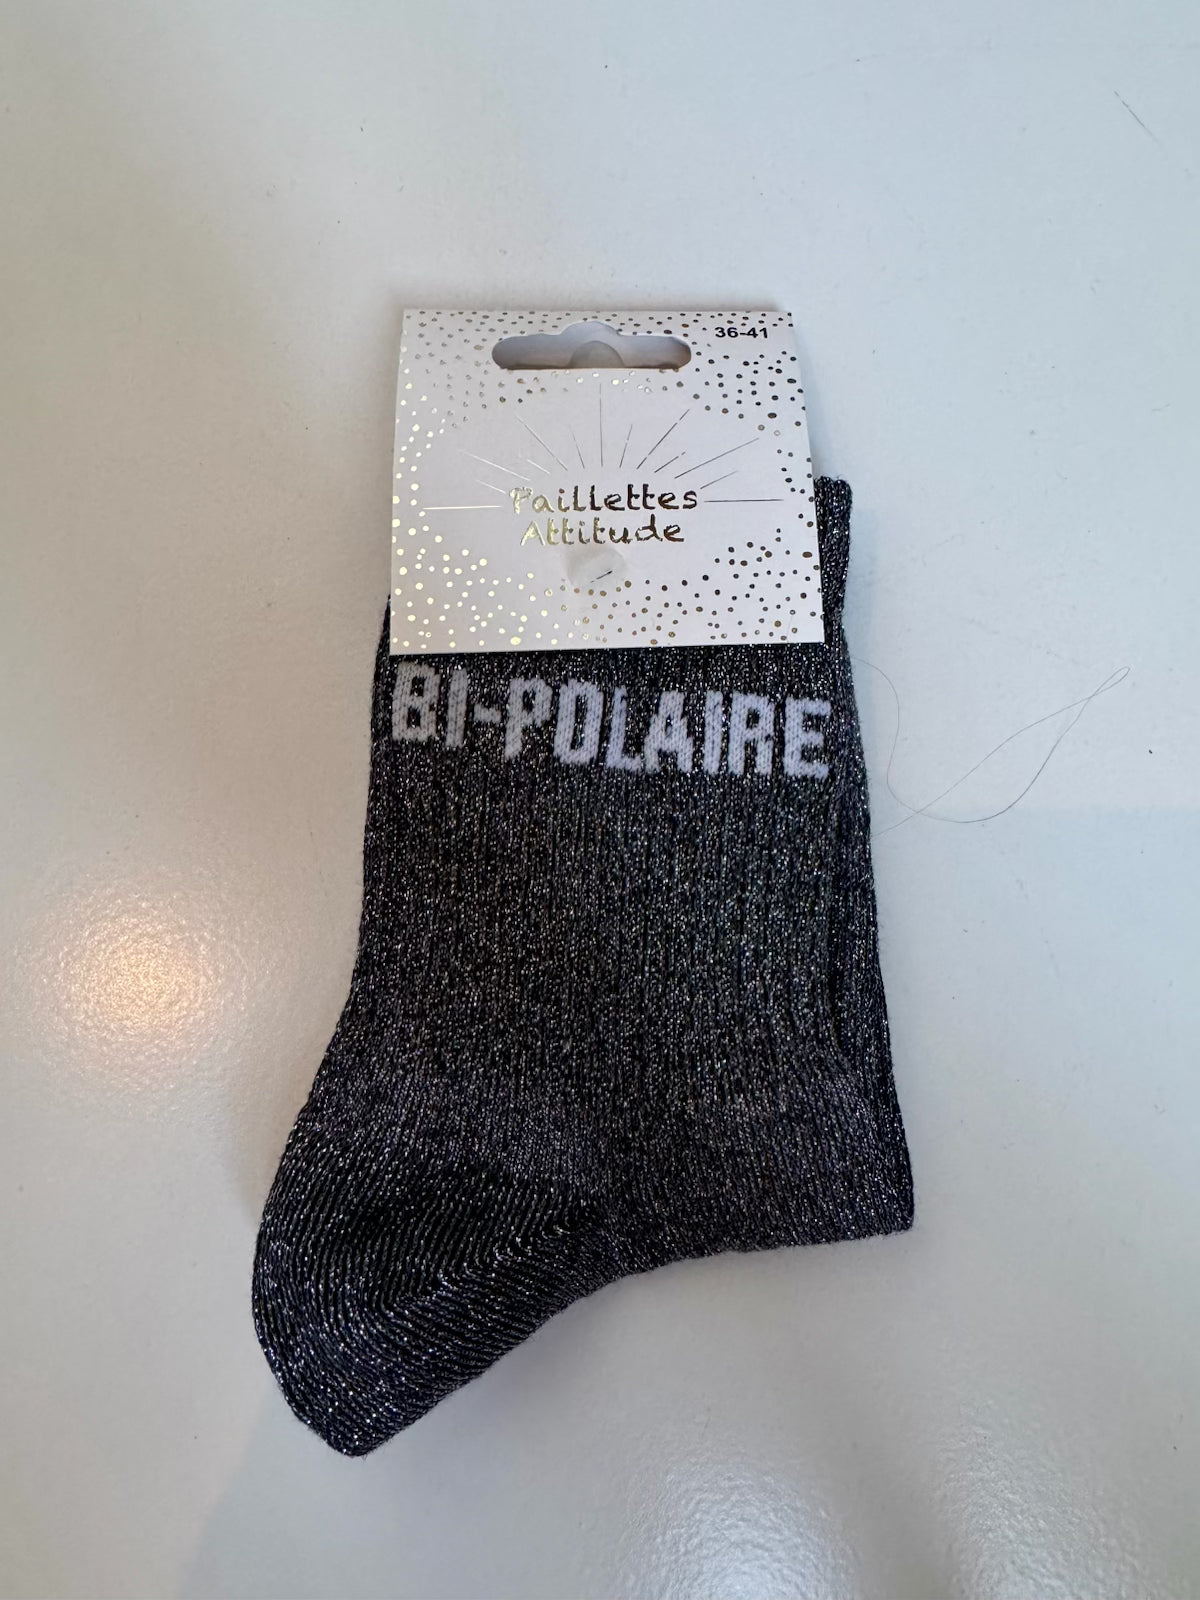 36-41
Paillettes
Attitude
BI-POLAIRE